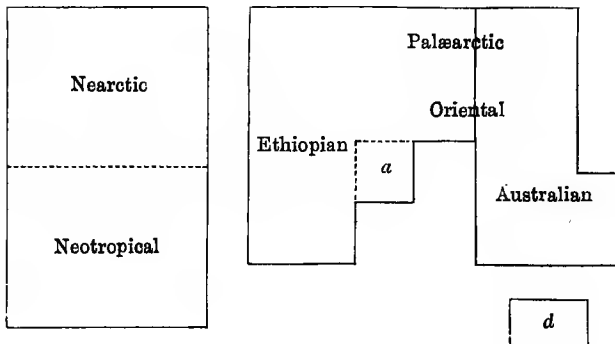 Nearctic
Neotropical
Palæarctic
Oriental
Ethiopian
a
Australian
d